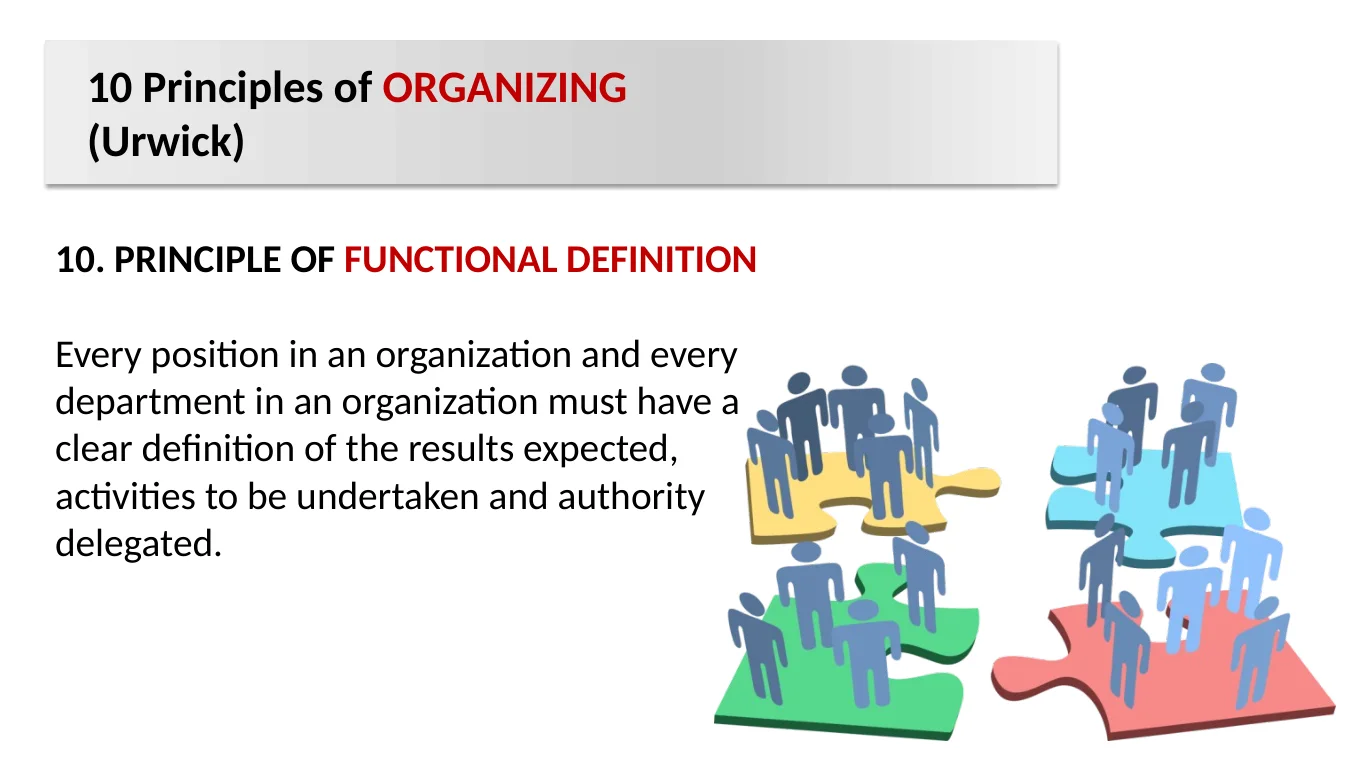 10 Principles of ORGANIZING
(Urwick)
10. PRINCIPLE OF FUNCTIONAL DEFINITION
Every position in an organization and every
department in an organization must have a
clear definition of the results expected,
activities to be undertaken and authority
delegated.